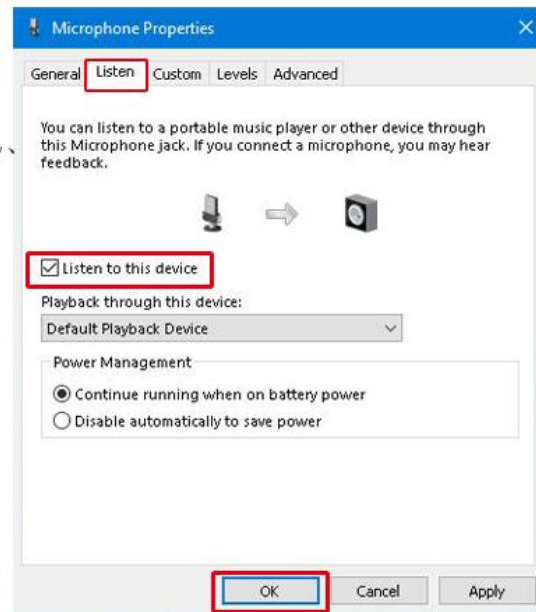 Microphone Properties
General Listen Custom Levels Advanced
You can listen to a portable music player or other device through
this Microphone jack. If you connect a microphone, you may hear
feedback.
Listen to this device
Playback through this device:
Default Playback Device
Power Management
Continue running when on battery power
Disable automatically to save power
OK Cancel Apply